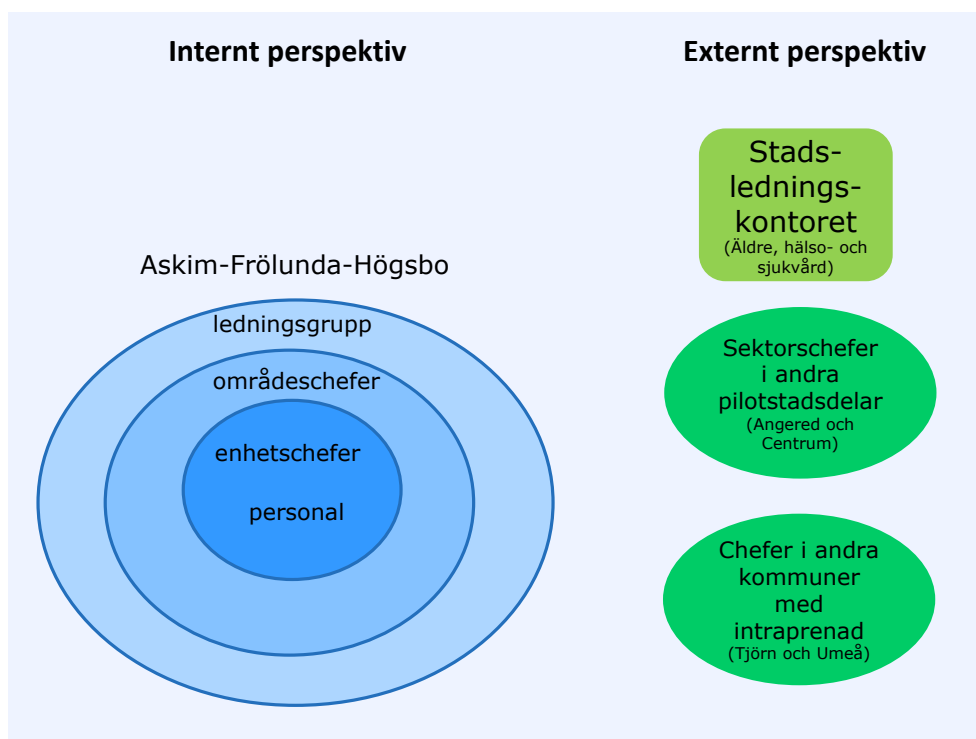 Internt perspektiv
Askim-Frölunda-Högsbo
ledningsgrupp
områdeschefer
enhetschefer
personal
Externt perspektiv
Stads-
lednings-
kontoret
(Äldre, hälso- och
sjukvård)
Sektorschefer
i andra
pilotstadsdelar
(Angered och
Centrum)
Chefer i andra
kommuner
med
intraprenad
(Tjörn och Umeå)